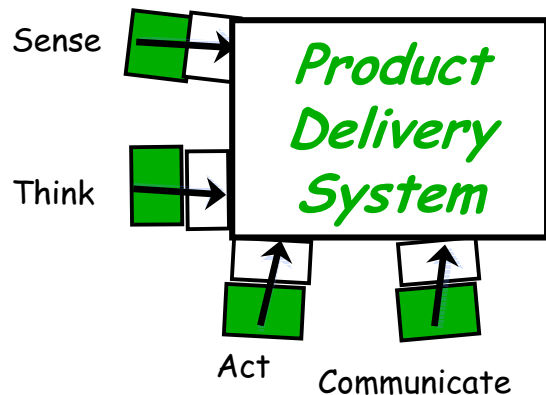 Sense
Product
Delivery
System
Think
Act
Communicate